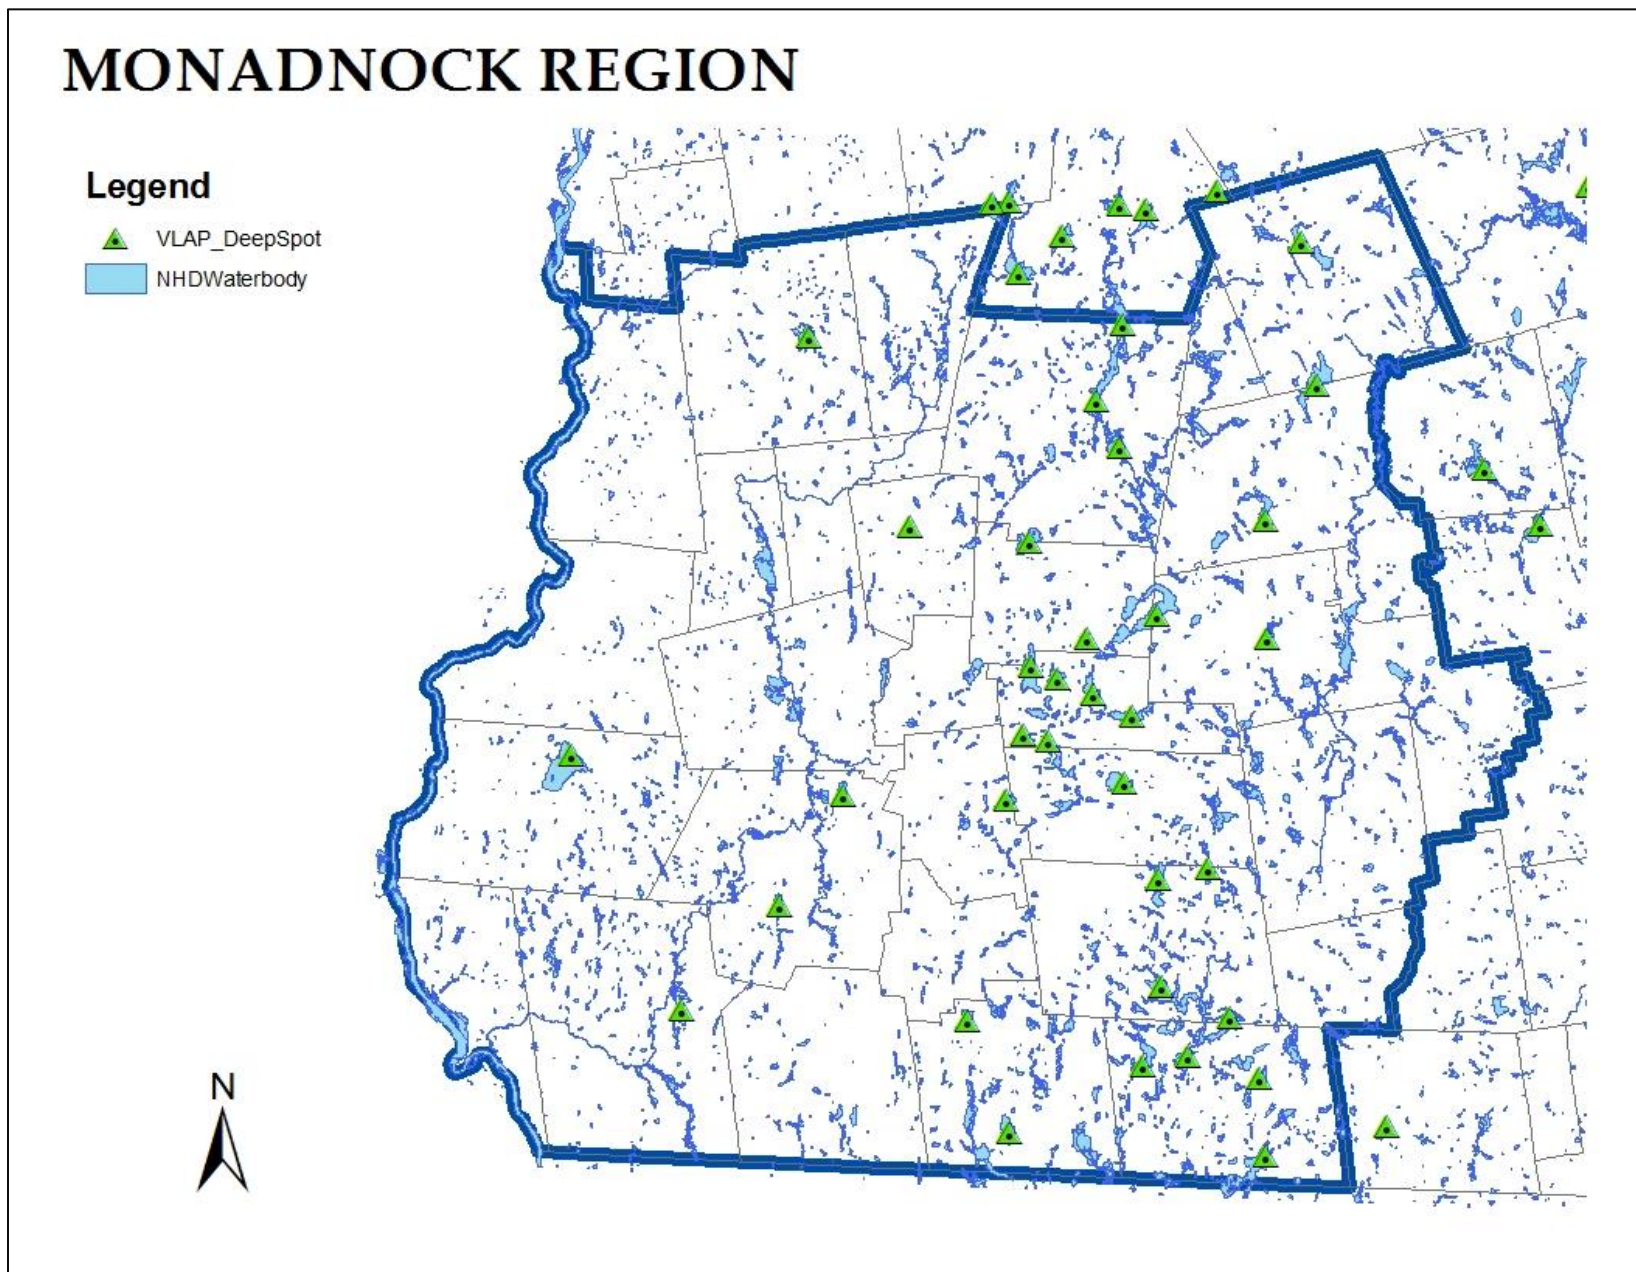 MONADNOCK REGION
Legend
VLAP_DeepSpot
NHDWaterbody
N